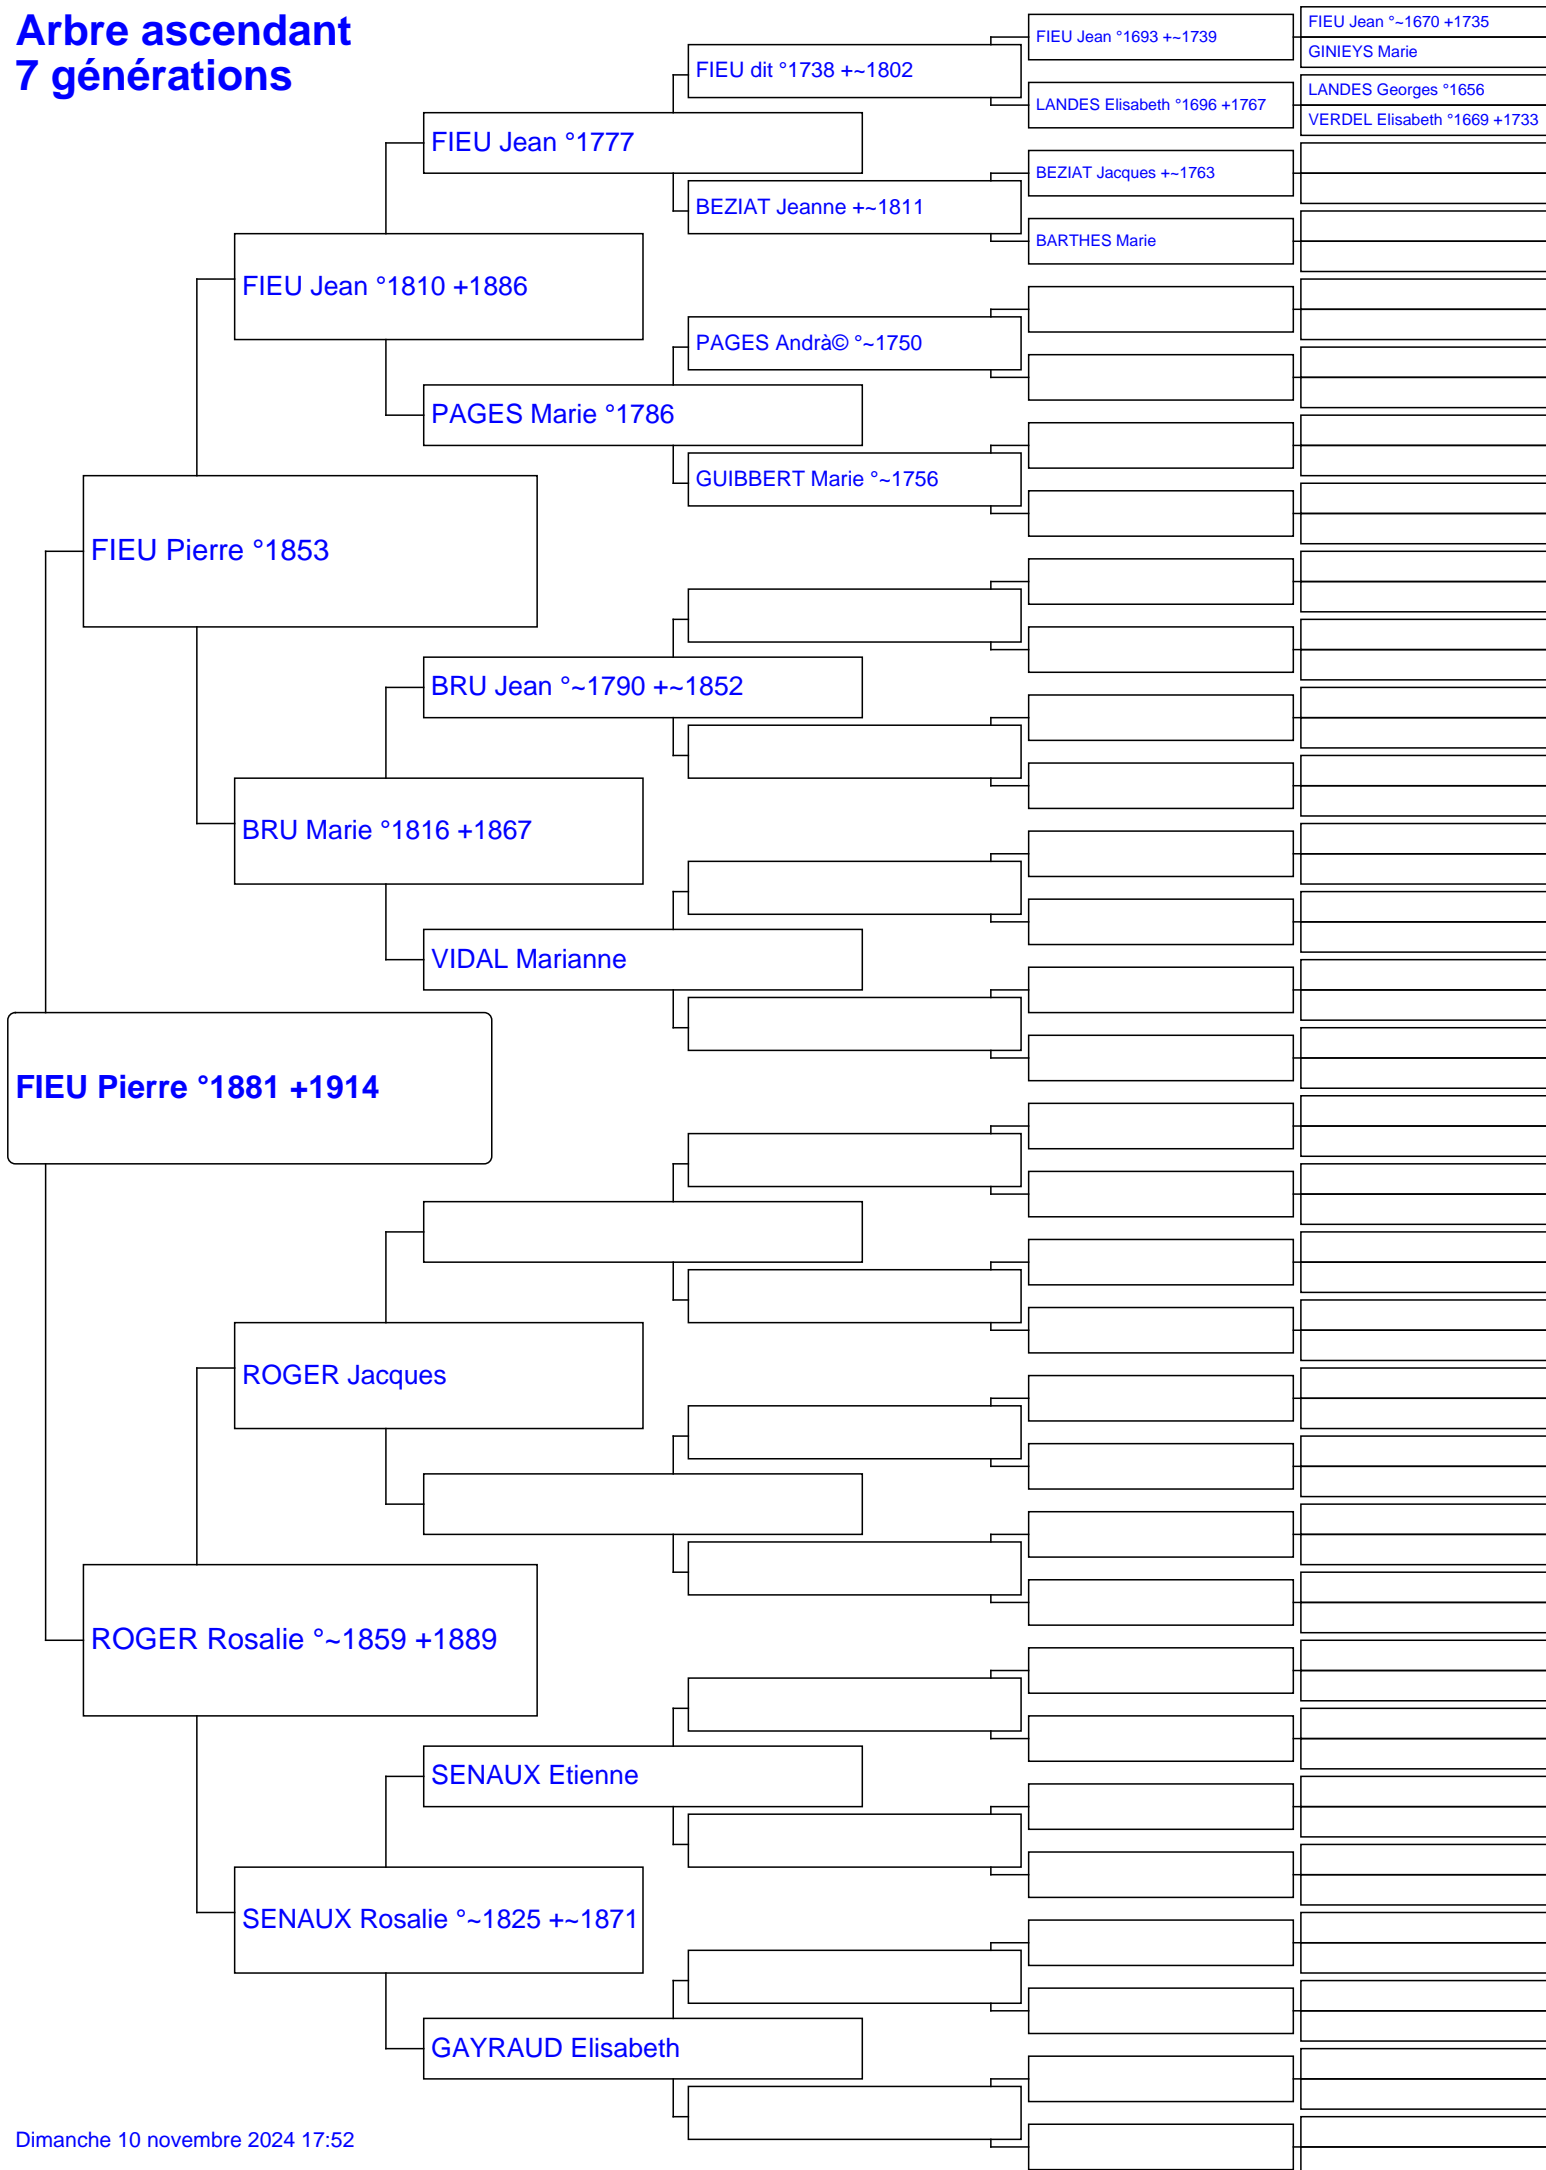 Arbre ascendant
7 générations
FIEU Jean °~1670 +1735
FIEU Jean °1693 +~1739
GINIEYS Marie
FIEU dit °1738 +~1802
LANDES Georges °1656
LANDES Elisabeth °1696 +1767
VERDEL Elisabeth °1669 +1733
FIEU Jean °1777
BEZIAT Jacques +~1763
BEZIAT Jeanne +~1811
BARTHES Marie
FIEU Jean °1810 +1886
PAGES Andrà© °~1750
PAGES Marie °1786
GUIBBERT Marie °~1756
FIEU Pierre °1853
BRU Jean °~1790 +~1852
BRU Marie °1816 +1867
VIDAL Marianne
FIEU Pierre °1881 +1914
ROGER Jacques
ROGER Rosalie °~1859 +1889
SENAUX Etienne
SENAUX Rosalie °~1825 +~1871
GAYRAUD Elisabeth
Dimanche 10 novembre 2024 17:52